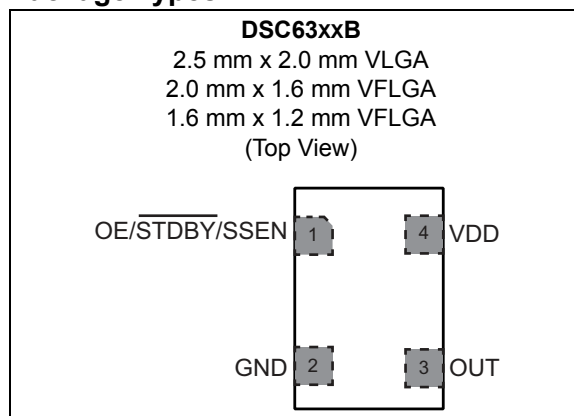 DSC63xxB
2.5 mm x 2.0 mm VLGA
2.0 mm x 1.6 mm VFLGA
1.6 mm x 1.2 mm VFLGA
(Top View)
OE/STDBY/SSEN 1 4 VDD
GND 2 3 OUT